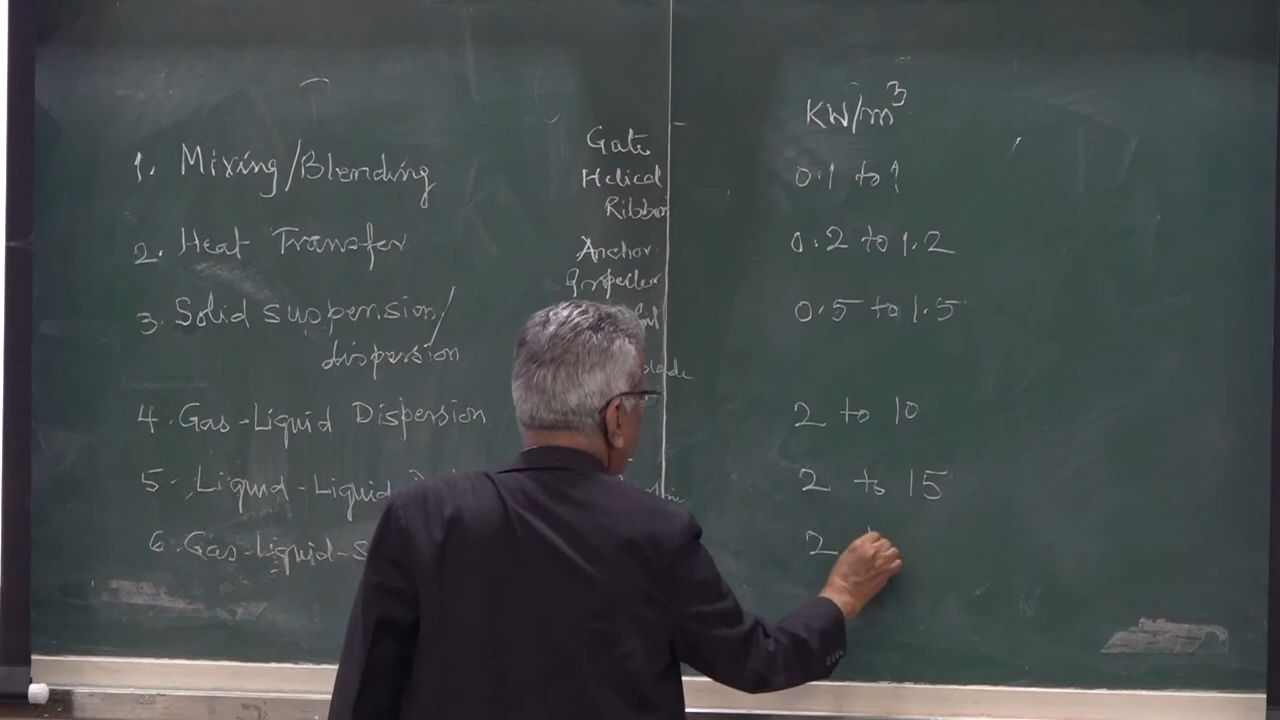 KW/m³
Gate
1. Mixing/Blending Helical 0.1 to 1
Ribbon
2. Heat Transfer Anchor 0.2 to 1.2
Propeller
3. Solid suspension/ 0.5 to 1.5
dispersion blade
4. Gas-Liquid Dispersion 2 to 10
5. Liquid-Liquid 2 to 15
6. Gas-Liquid-S 2